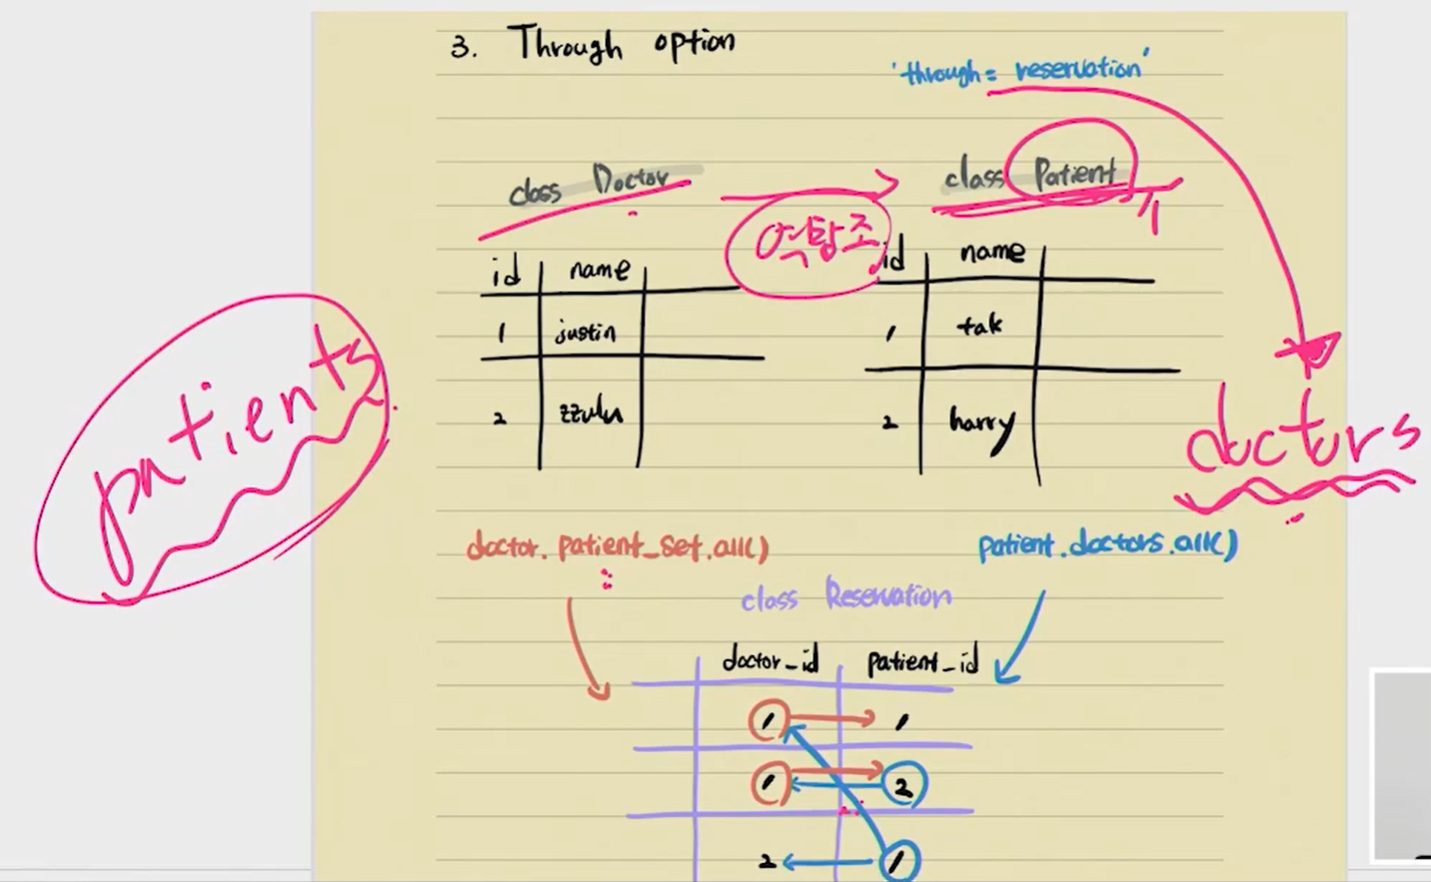 3. Through option
'through= reservation'
class Doctor
class Patient
역참조
id name
1 justin
2 zzulu
id name
1 tak
2 harry
patients
doctors
doctor.patient_set.all()
patient.doctors.all()
class Reservation
doctor_id patient_id
1 1
1 2
2 1